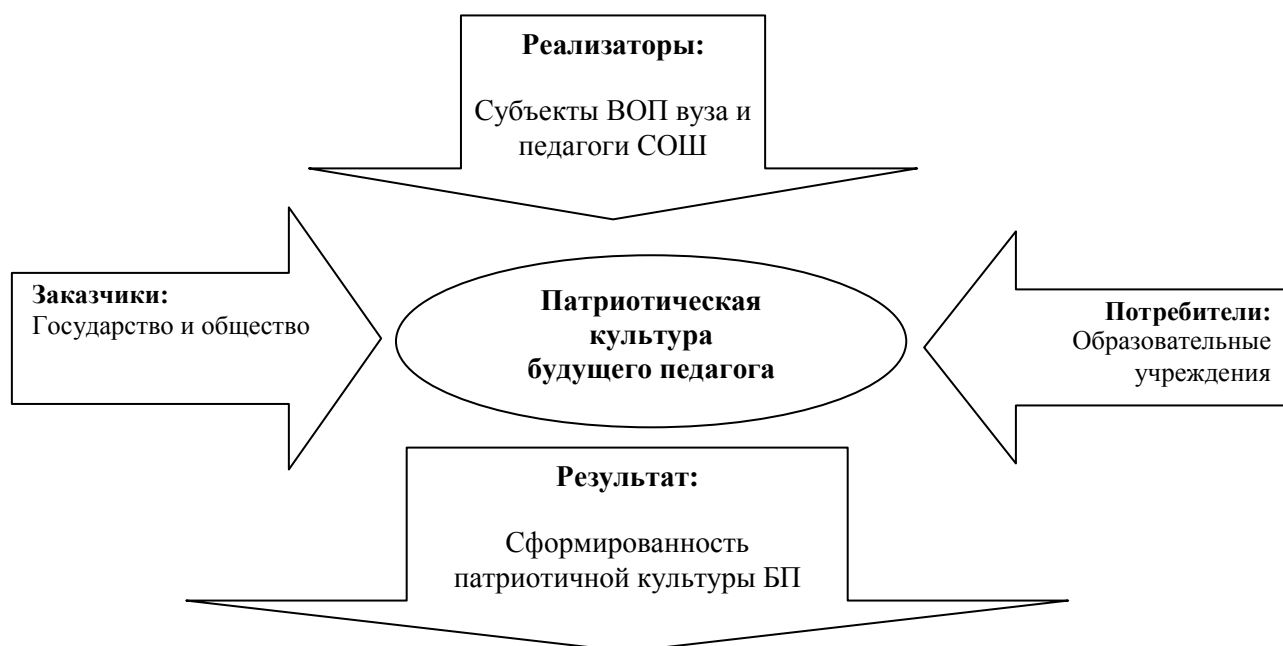 Реализаторы:
Субъекты ВОП вуза и
педагоги СОШ
Заказчики:
Государство и общество
Патриотическая
культура
будущего педагога
Потребители:
Образовательные
учреждения
Результат:
Сформированность
патриотичной культуры БП